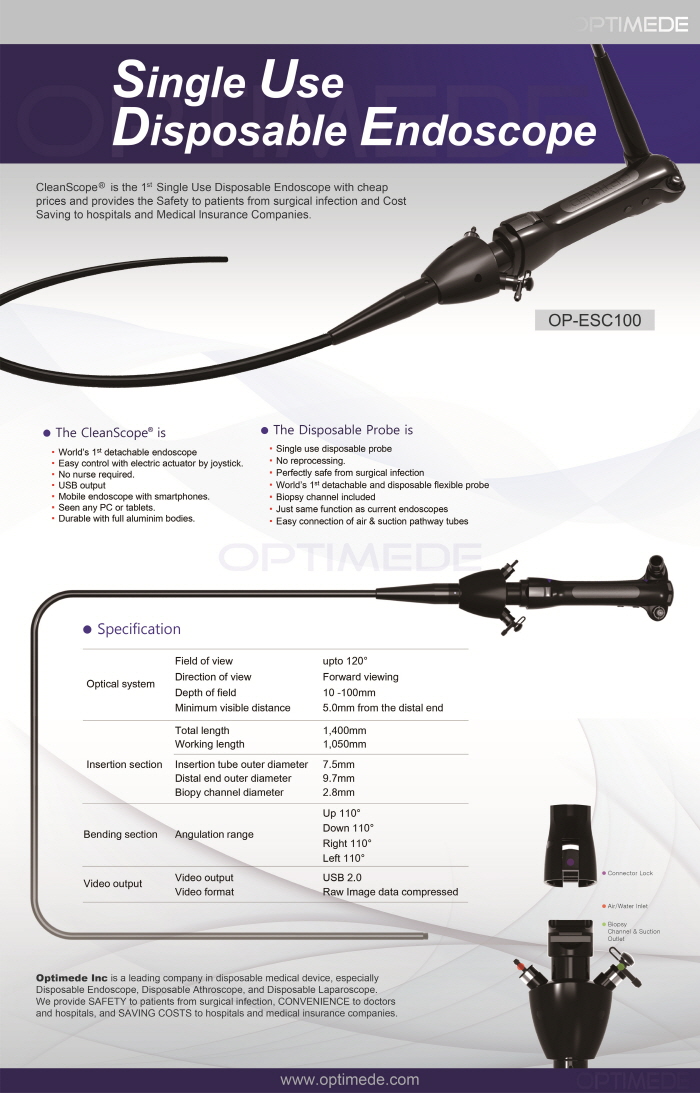 OPTIMEDE
Single Use
Disposable Endoscope
CleanScope® is the 1st Single Use Disposable Endoscope with cheap
prices and provides the Safety to patients from surgical infection and Cost
Saving to hospitals and Medical Insurance Companies.
OP-ESC100
● The CleanScope® is
• World's 1st detachable endoscope
• Easy control with electric actuator by joystick.
• No nurse required.
• USB output
• Mobile endoscope with smartphones.
• Seen any PC or tablets.
• Durable with full aluminim bodies.
● The Disposable Probe is
• Single use disposable probe
• No reprocessing.
• Perfectly safe from surgical infection
• World's 1st detachable and disposable flexible probe
• Biopsy channel included
• Just same function as current endoscopes
• Easy connection of air & suction pathway tubes
OPTIMEDE
● Specification
Optical system
Field of view upto 120°
Direction of view Forward viewing
Depth of field 10 -100mm
Minimum visible distance 5.0mm from the distal end
Insertion section
Total length 1,400mm
Working length 1,050mm
Insertion tube outer diameter 7.5mm
Distal end outer diameter 9.7mm
Biopy channel diameter 2.8mm
Bending section
Angulation range
Up 110°
Down 110°
Right 110°
Left 110°
Video output
Video output USB 2.0
Video format Raw Image data compressed
● Connector Lock
● Air/Water Inlet
● Biopsy
Channel & Suction
Outlet
Optimede Inc is a leading company in disposable medical device, especially
Disposable Endoscope, Disposable Athroscope, and Disposable Laparoscope.
We provide SAFETY to patients from surgical infection, CONVENIENCE to doctors
and hospitals, and SAVING COSTS to hospitals and medical insurance companies.
www.optimede.com
OPTIMEDE